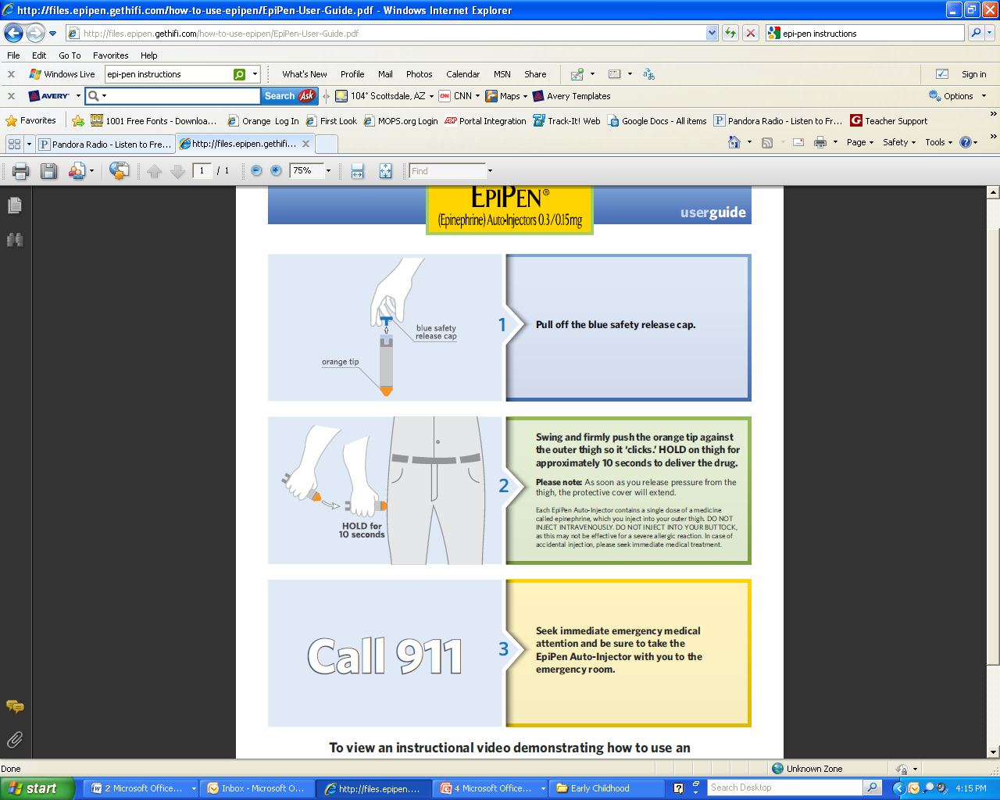 http://files.epipen.gethifi.com/how-to-use-epipen/EpiPen-User-Guide.pdf - Windows Internet Explorer
http://files.epipen.gethifi.com/how-to-use-epipen/EpiPen-User-Guide.pdf
epi-pen instructions
File Edit Go To Favorites Help
X Windows Live epi-pen instructions What's New Profile Mail Photos Calendar MSN Share Sign in
X AVERY Search Ask 104° Scottsdale, AZ CNN Maps Avery Templates Options
Favorites 1001 Free Fonts - Downloa... Orange Log In First Look MOPS.org Login ADP Portal Integration Track-It! Web Google Docs - All items Pandora Radio - Listen to Fr... Teacher Support
Pandora Radio - Listen to Fre... http://files.epipen.gethifi... Page Safety Tools
1 / 1 75% Find
EPIPEN®
(Epinephrine) Auto-Injectors 0.3/0.15mg
userguide
blue safety
release cap
orange tip
1
Pull off the blue safety release cap.
HOLD for
10 seconds
2
Swing and firmly push the orange tip against
the outer thigh so it ‘clicks.’ HOLD on thigh for
approximately 10 seconds to deliver the drug.
Please note: As soon as you release pressure from the
thigh, the protective cover will extend.
Each EpiPen Auto-Injector contains a single dose of a medicine
called epinephrine, which you inject into your outer thigh. DO NOT
INJECT INTRAVENOUSLY. DO NOT INJECT INTO YOUR BUTTOCK,
as this may not be effective for a severe allergic reaction. In case of
accidental injection, please seek immediate medical treatment.
Call 911
3
Seek immediate emergency medical
attention and be sure to take the
EpiPen Auto-Injector with you to the
emergency room.
To view an instructional video demonstrating how to use an
Done Unknown Zone
start 2 Microsoft Office... Inbox - Microsoft O... http://files.epipen.... 4 Microsoft Office... Early Childhood Search Desktop 4:15 PM